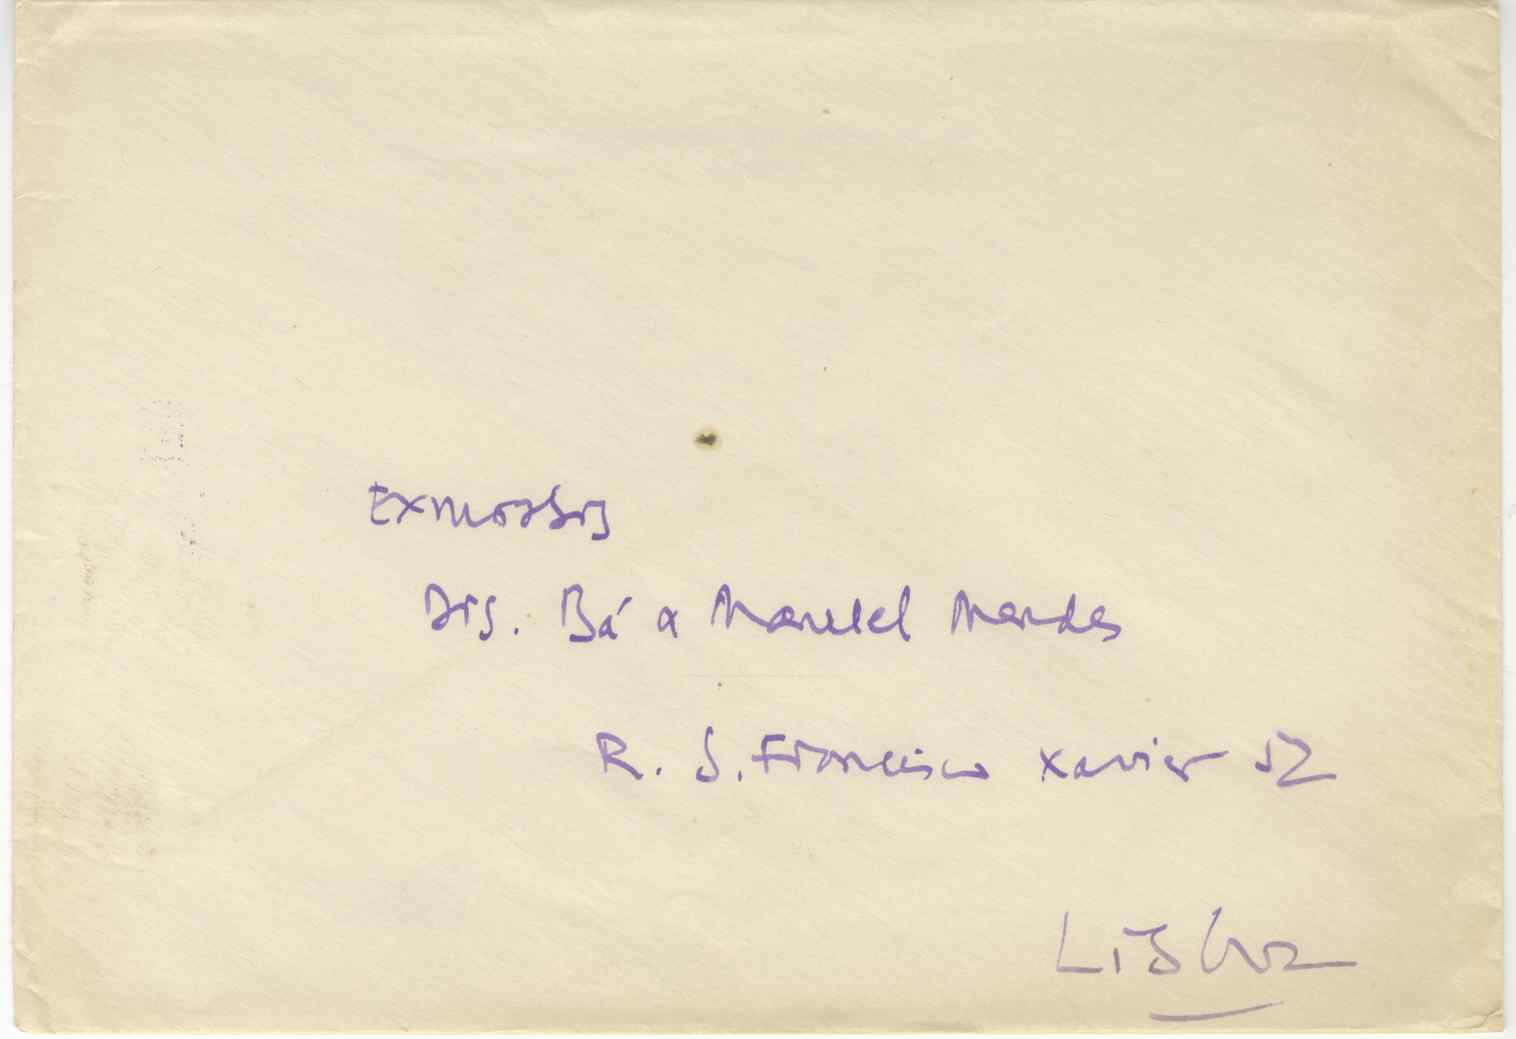 Exmos Srs
Drs. Bá e Manuel Mendes
R. S. Francisco Xavier 52
Lisboa